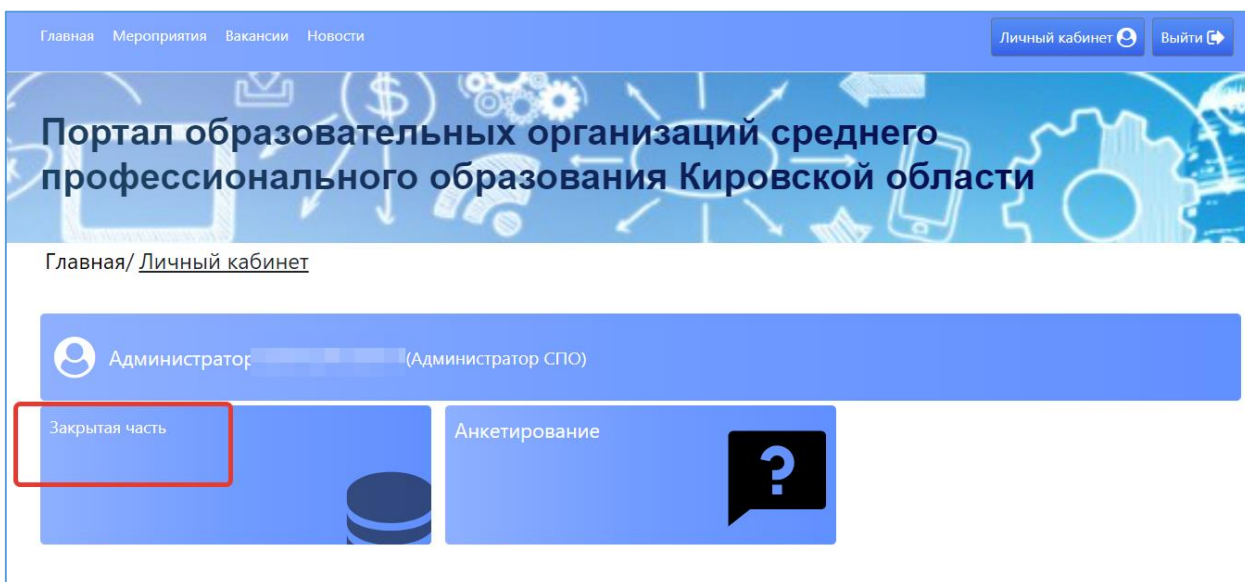 Главная Мероприятия Вакансии Новости
Личный кабинет Выйти
Портал образовательных организаций среднего
профессионального образования Кировской области
Главная/ Личный кабинет
Администратор (Администратор СПО)
Закрытая часть
Анкетирование
?